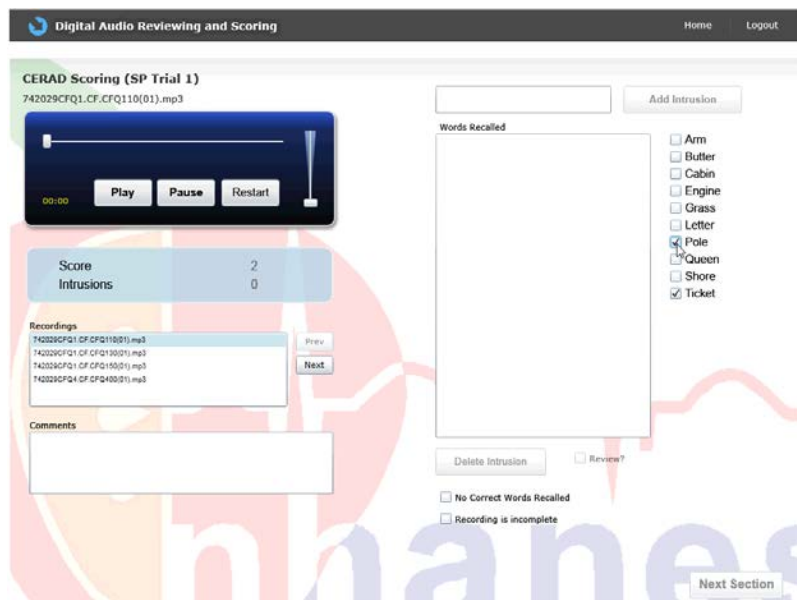 Digital Audio Reviewing and Scoring
Home
Logout
CERAD Scoring (SP Trial 1)
742029CFQ1.CF.CFQ110(01).mp3
00:00
Play
Pause
Restart
Score 2
Intrusions 0
Recordings
742029CFQ1.CF.CFQ110(01).mp3
742029CFQ1.CF.CFQ130(01).mp3
742029CFQ1.CF.CFQ150(01).mp3
742029CFQ4.CF.CFQ400(01).mp3
Prev
Next
Comments
Add Intrusion
Words Recalled
Arm
Butter
Cabin
Engine
Grass
Letter
Pole
Queen
Shore
Ticket
Delete Intrusion
Review?
No Correct Words Recalled
Recording is incomplete
Next Section
nhanes